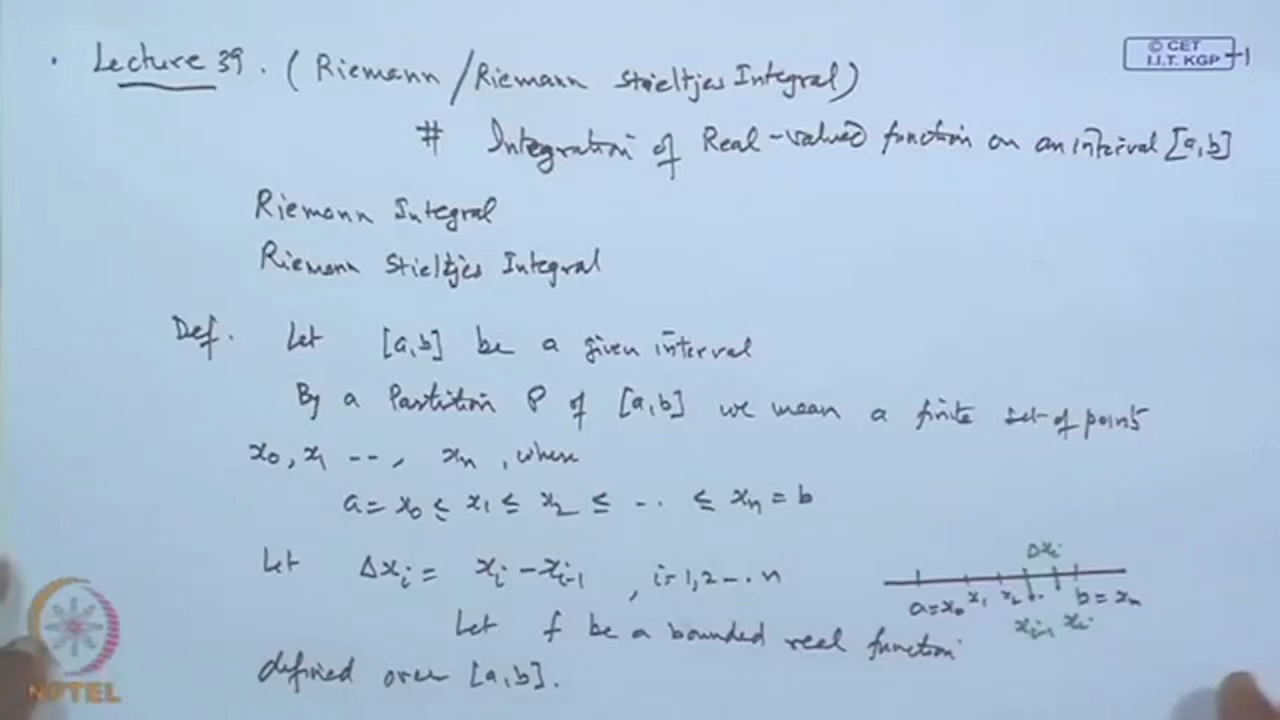 Lecture 39. (Riemann/Riemann Stieltjes Integral)
© CET
I.I.T. KGP
# Integration of Real-valued function on an interval [a,b]
Riemann Integral
Riemann Stieltjes Integral
Def. Let [a,b] be a given interval
By a Partition P of [a,b] we mean a finite set of points
x₀, x₁ --, xₙ, where
a = x₀ ≤ x₁ ≤ x₂ ≤ -.. ≤ xₙ = b
Let Δxᵢ = xᵢ - xᵢ₋₁ , i=1,2-..n
Δxᵢ
a=x₀ x₁ x₂ .. b=xₙ
xᵢ₋₁ xᵢ
Let f be a bounded real function
defined over [a,b].
NPTEL